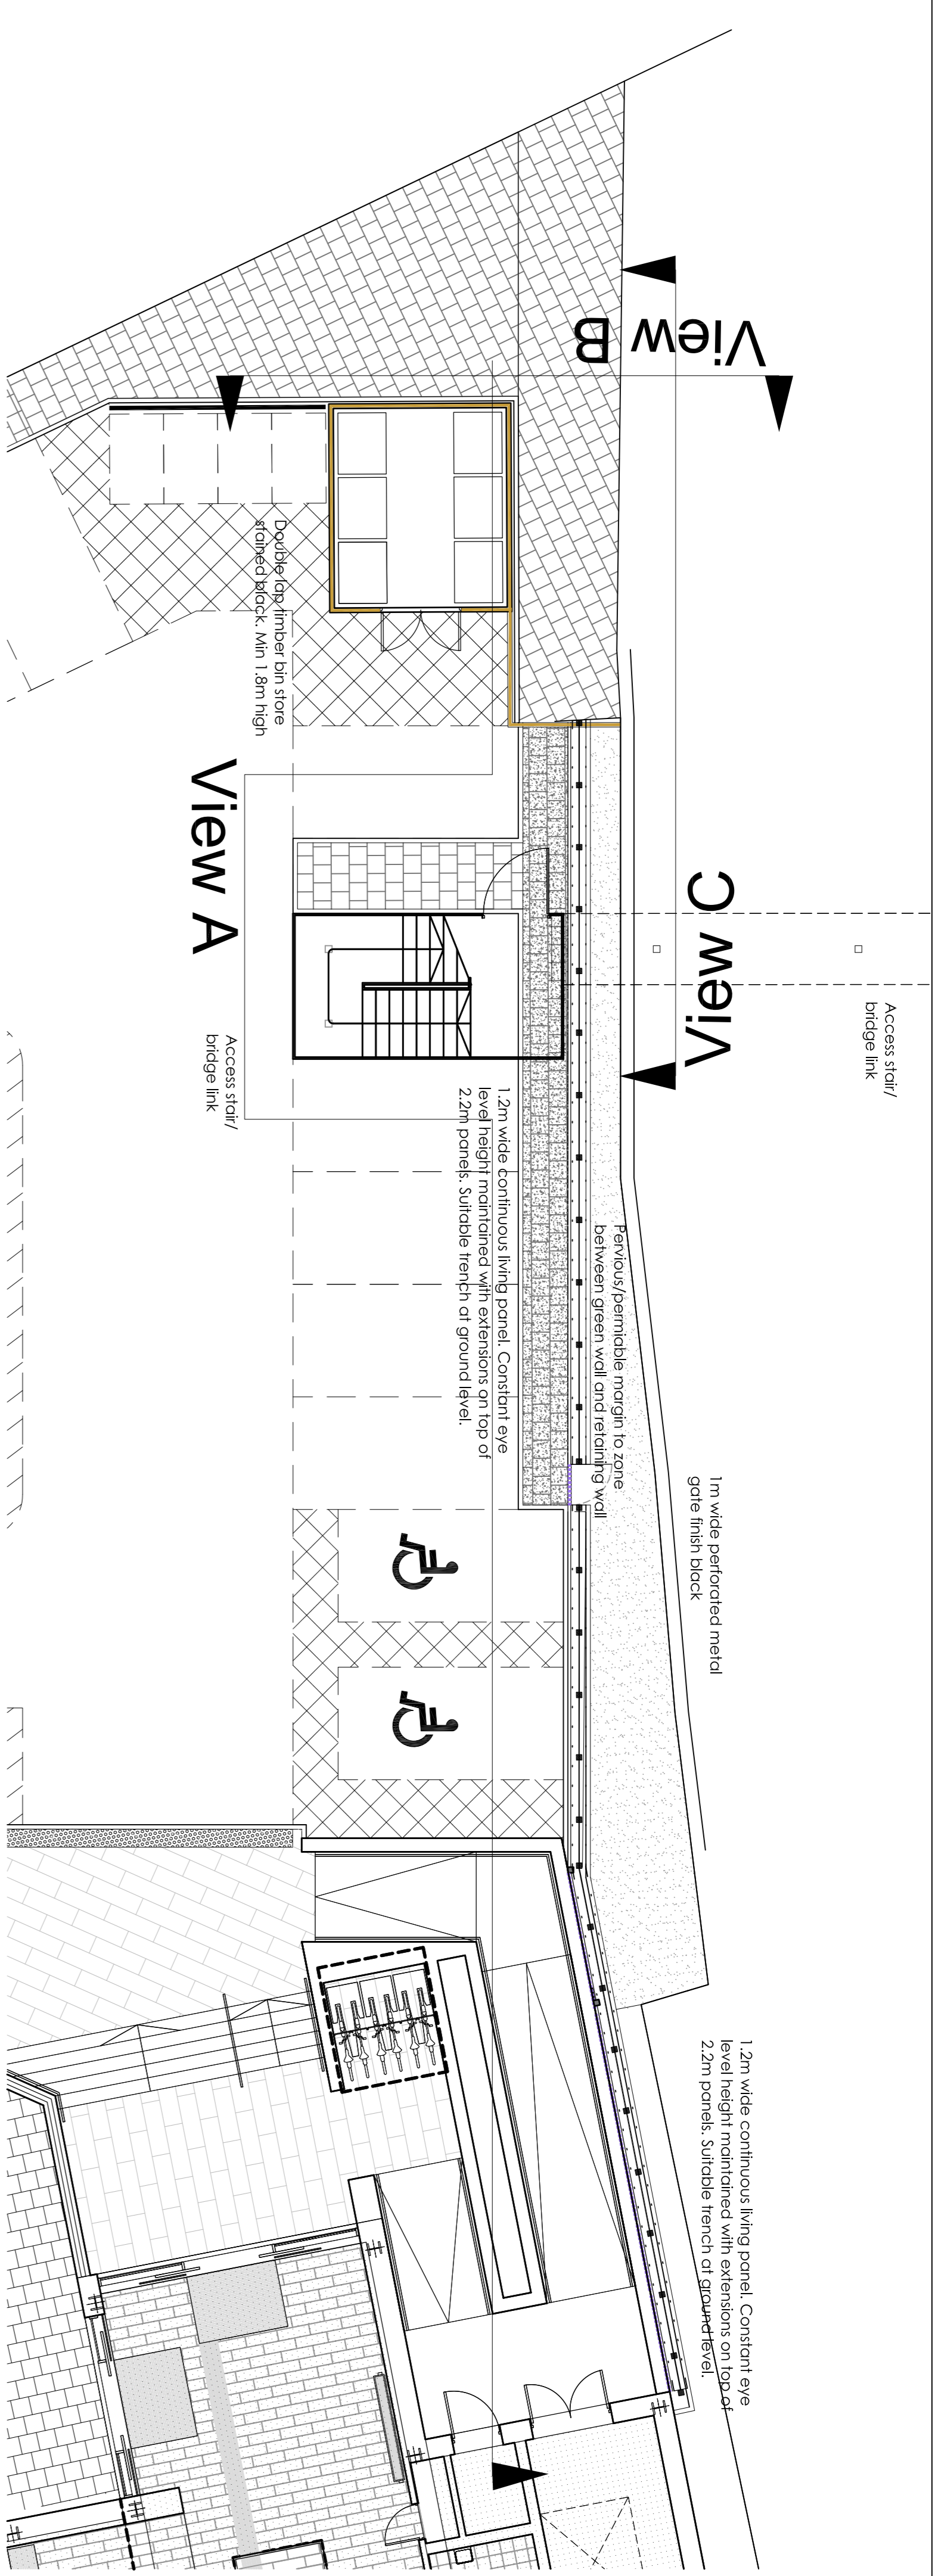 View B
Double lap timber bin store
stained black. Min 1.8m high
View A
View C
Access stair/
bridge link
Access stair/
bridge link
1.2m wide continuous living panel. Constant eye
level height maintained with extensions on top of
2.2m panels. Suitable trench at ground level.
Pervious/permiable margin to zone
between green wall and retaining wall
1m wide perforated metal
gate finish black
1.2m wide continuous living panel. Constant eye
level height maintained with extensions on top of
2.2m panels. Suitable trench at ground level.